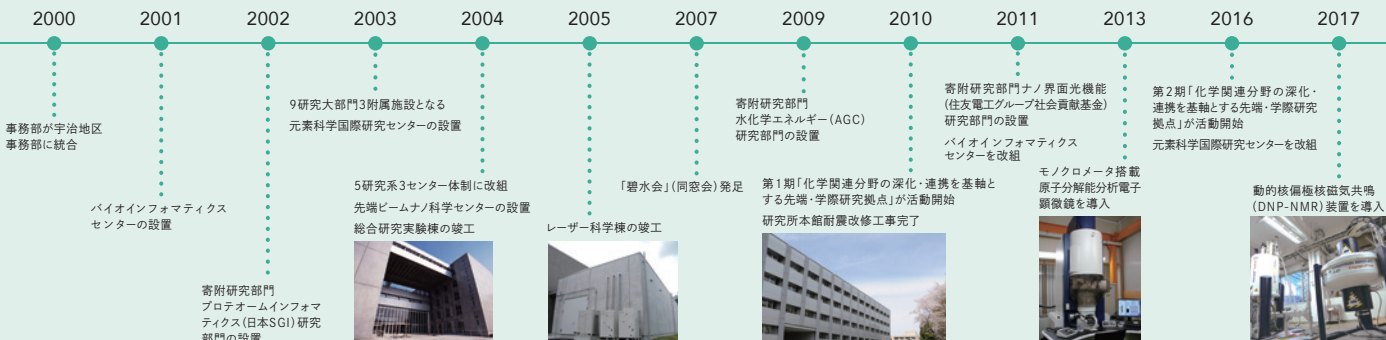 2000
2001
2002
2003
2004
2005
2007
2009
2010
2011
2013
2016
2017
事務部が宇治地区
事務部に統合
バイオインフォマティクス
センターの設置
寄附研究部門
プロテオームインフォマ
ティクス(日本SGI)研究
部門の設置
9研究大部門3附属施設となる
元素科学国際研究センターの設置
5研究系3センター体制に改組
先端ビームナノ科学センターの設置
総合研究実験棟の竣工
レーザー科学棟の竣工
「碧水会」(同窓会)発足
寄附研究部門
水化学エネルギー(AGC)
研究部門の設置
第1期「化学関連分野の深化・連携を基軸と
する先端・学際研究拠点」が活動開始
研究所本館耐震改修工事完了
寄附研究部門ナノ界面光機能
(住友電工グループ社会貢献基金)
研究部門の設置
バイオインフォマティクス
センターを改組
モノクロメータ搭載
原子分解能分析電子
顕微鏡を導入
第2期「化学関連分野の深化・
連携を基軸とする先端・学際研究
拠点」が活動開始
元素科学国際研究センターを改組
動的核偏極核磁気共鳴
(DNP-NMR)装置を導入